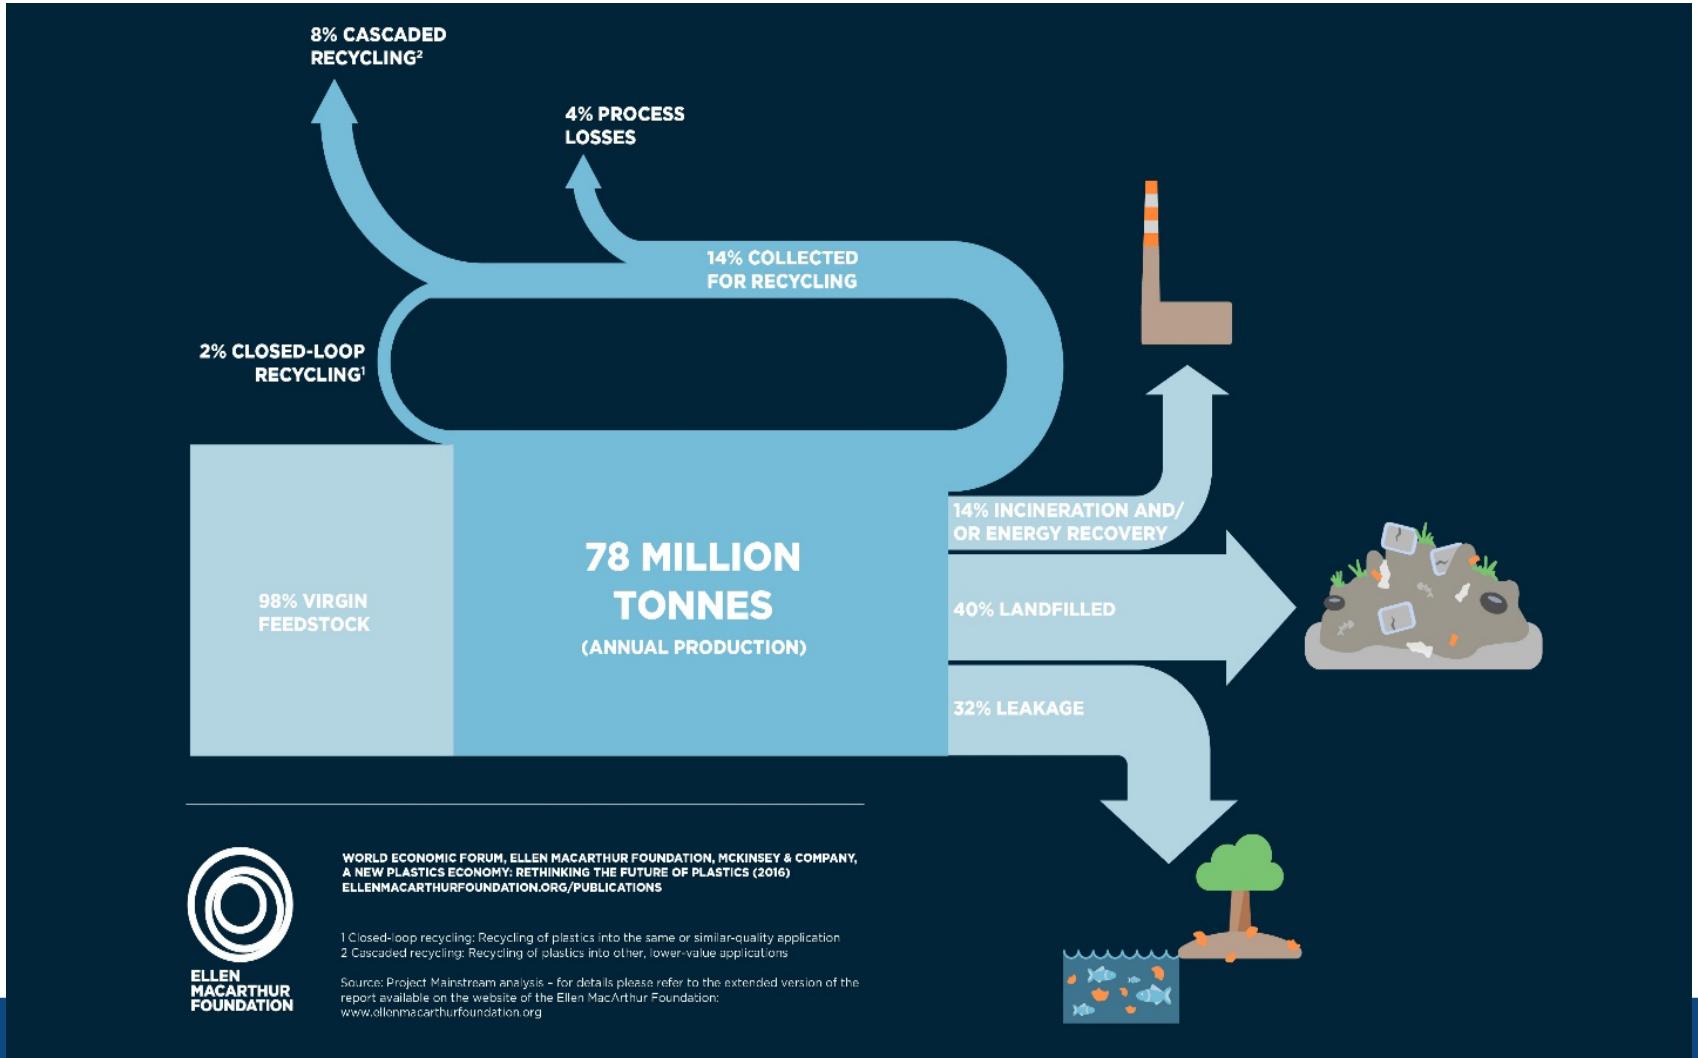 8% CASCADED
RECYCLING²
4% PROCESS
LOSSES
14% COLLECTED
FOR RECYCLING
2% CLOSED-LOOP
RECYCLING¹
98% VIRGIN
FEEDSTOCK
78 MILLION
TONNES
(ANNUAL PRODUCTION)
14% INCINERATION AND/
OR ENERGY RECOVERY
40% LANDFILLED
32% LEAKAGE
ELLEN
MACARTHUR
FOUNDATION
WORLD ECONOMIC FORUM, ELLEN MACARTHUR FOUNDATION, MCKINSEY & COMPANY,
A NEW PLASTICS ECONOMY: RETHINKING THE FUTURE OF PLASTICS (2016)
ELLENMACARTHURFOUNDATION.ORG/PUBLICATIONS
1 Closed-loop recycling: Recycling of plastics into the same or similar-quality application
2 Cascaded recycling: Recycling of plastics into other, lower-value applications
Source: Project Mainstream analysis – for details please refer to the extended version of the
report available on the website of the Ellen MacArthur Foundation:
www.ellenmacarthurfoundation.org